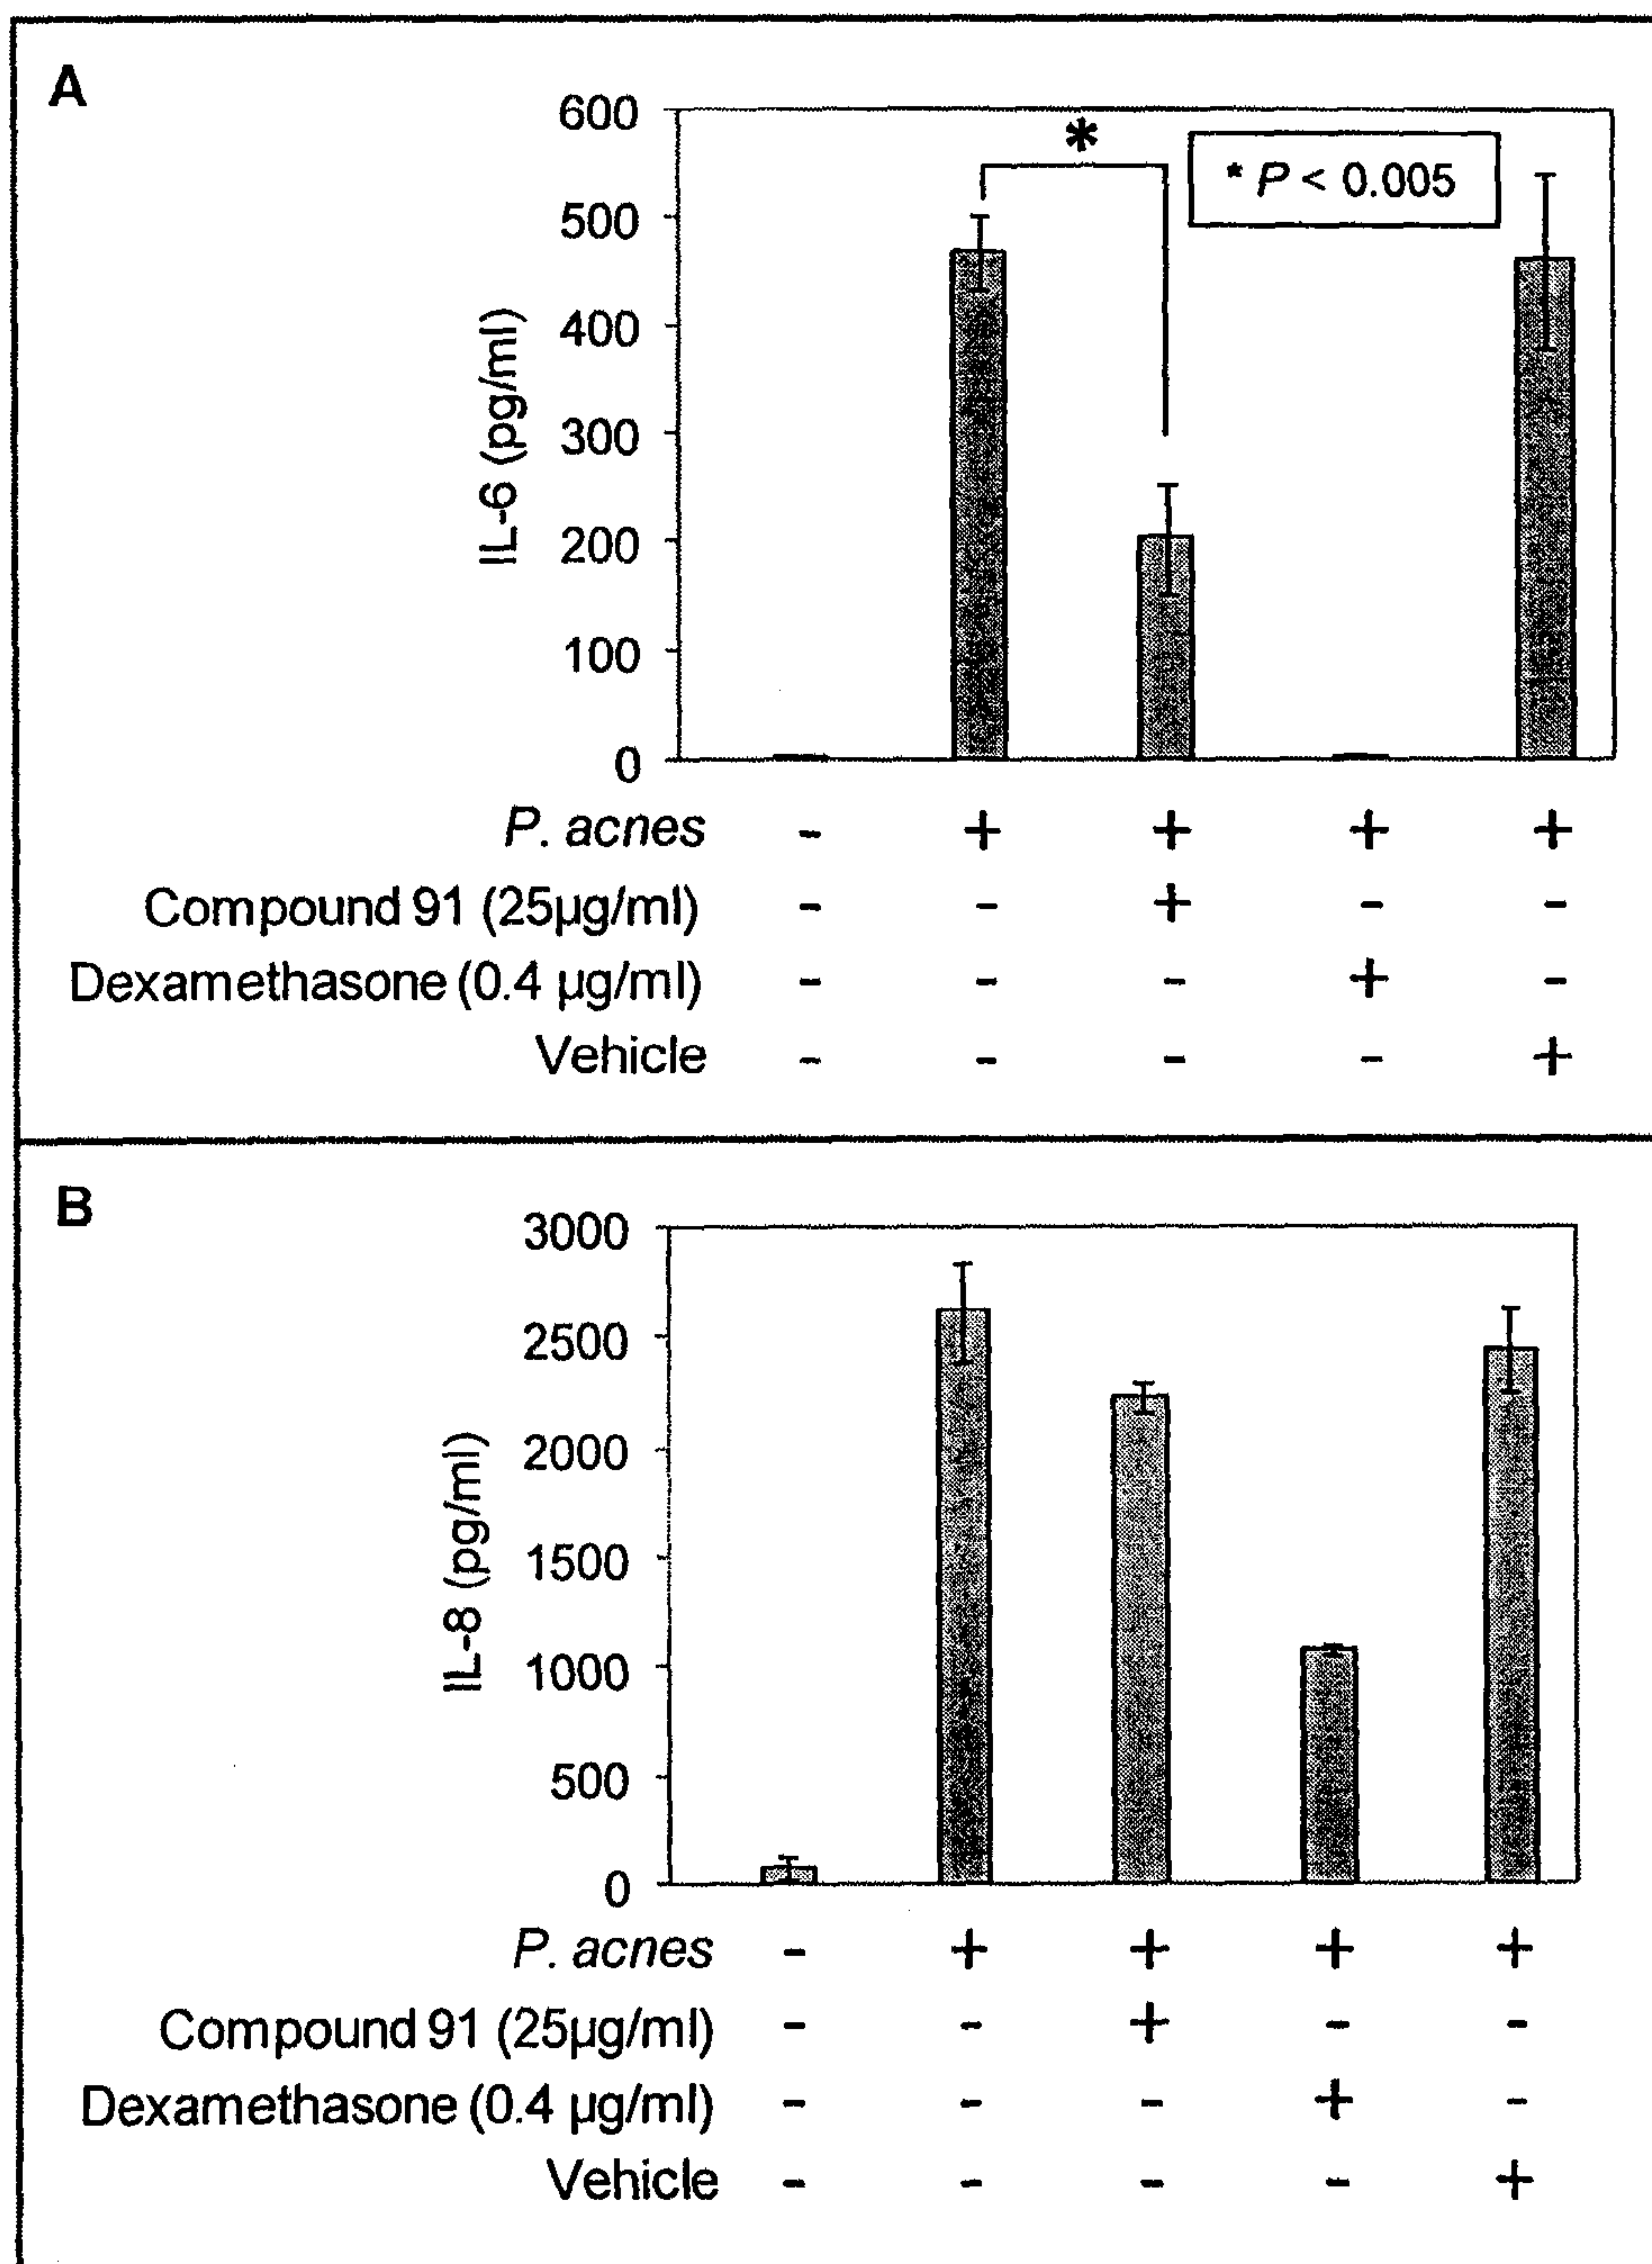 A
600
*
* P < 0.005
500
400
300
200
100
0
IL-6 (pg/ml)
P. acnes - + + + +
Compound 91 (25µg/ml) - - + - -
Dexamethasone (0.4 µg/ml) - - - + -
Vehicle - - - - +
B
3000
2500
2000
1500
1000
500
0
IL-8 (pg/ml)
P. acnes - + + + +
Compound 91 (25µg/ml) - - + - -
Dexamethasone (0.4 µg/ml) - - - + -
Vehicle - - - - +